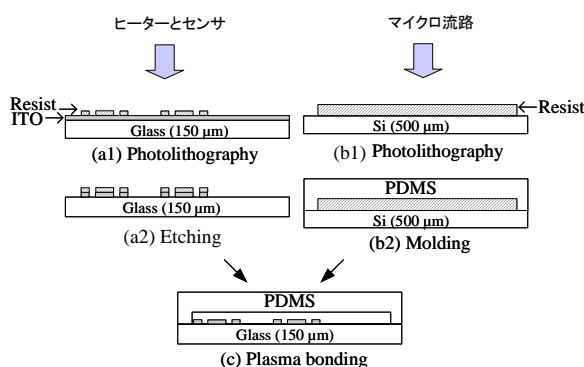 ヒーターとセンサ
マイクロ流路
Resist
ITO
Glass (150 µm)
(a1) Photolithography
Resist
Si (500 µm)
(b1) Photolithography
Glass (150 µm)
(a2) Etching
PDMS
Si (500 µm)
(b2) Molding
PDMS
Glass (150 µm)
(c) Plasma bonding